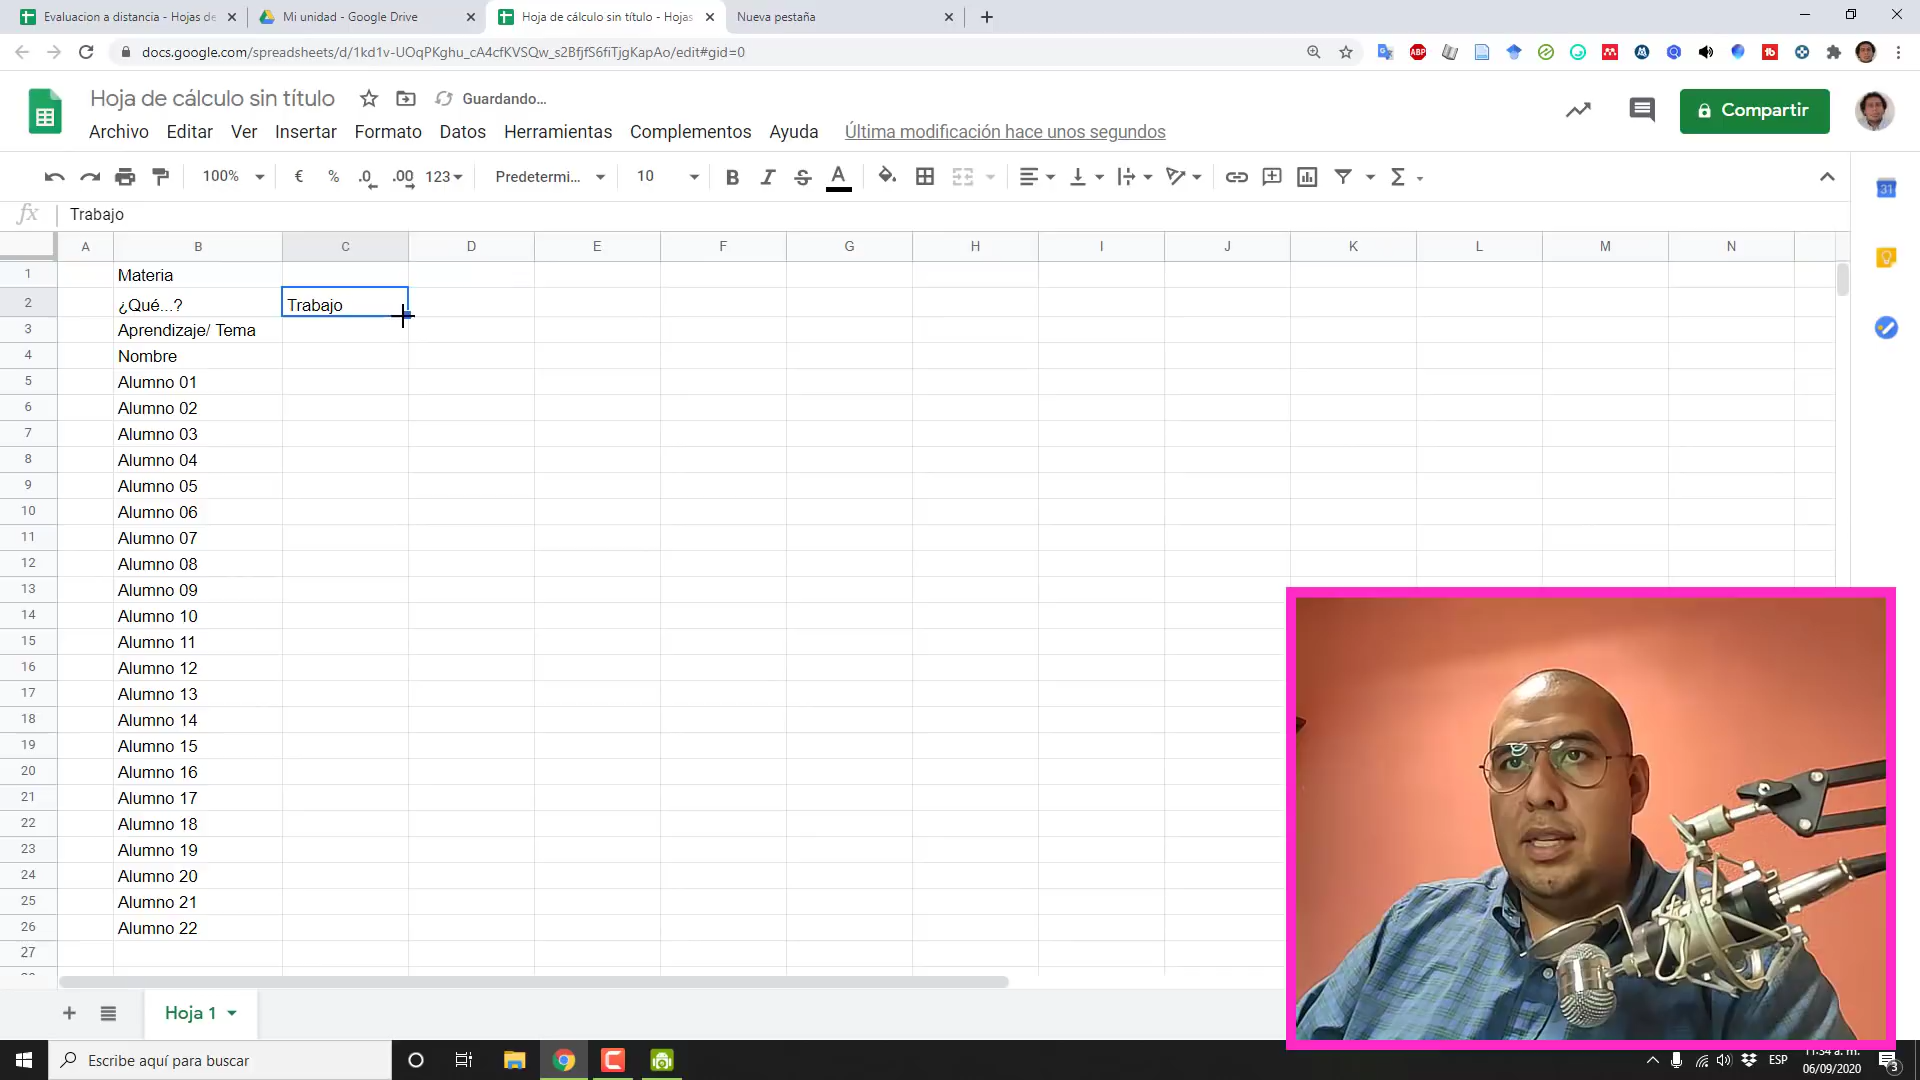 Evaluacion a distancia - Hojas de
Mi unidad - Google Drive
Hoja de cálculo sin título - Hojas
Nueva pestaña
docs.google.com/spreadsheets/d/1kd1v-UOqPKghu_cA4cfKVSQw_s2BfjfS6fiTjgKapAo/edit#gid=0
ABP
Hoja de cálculo sin título
Guardando...
Archivo Editar Ver Insertar Formato Datos Herramientas Complementos Ayuda Última modificación hace unos segundos
Compartir
100% € % .0 .00 123 Predetermi... 10 B I S A Σ
31
fx Trabajo
A B C D E F G H I J K L M N
1 Materia
2 ¿Qué...? Trabajo
3 Aprendizaje/ Tema
4 Nombre
5 Alumno 01
6 Alumno 02
7 Alumno 03
8 Alumno 04
9 Alumno 05
10 Alumno 06
11 Alumno 07
12 Alumno 08
13 Alumno 09
14 Alumno 10
15 Alumno 11
16 Alumno 12
17 Alumno 13
18 Alumno 14
19 Alumno 15
20 Alumno 16
21 Alumno 17
22 Alumno 18
23 Alumno 19
24 Alumno 20
25 Alumno 21
26 Alumno 22
27
Hoja 1
Escribe aquí para buscar
ESP
11:34 a. m.
06/09/2020
3